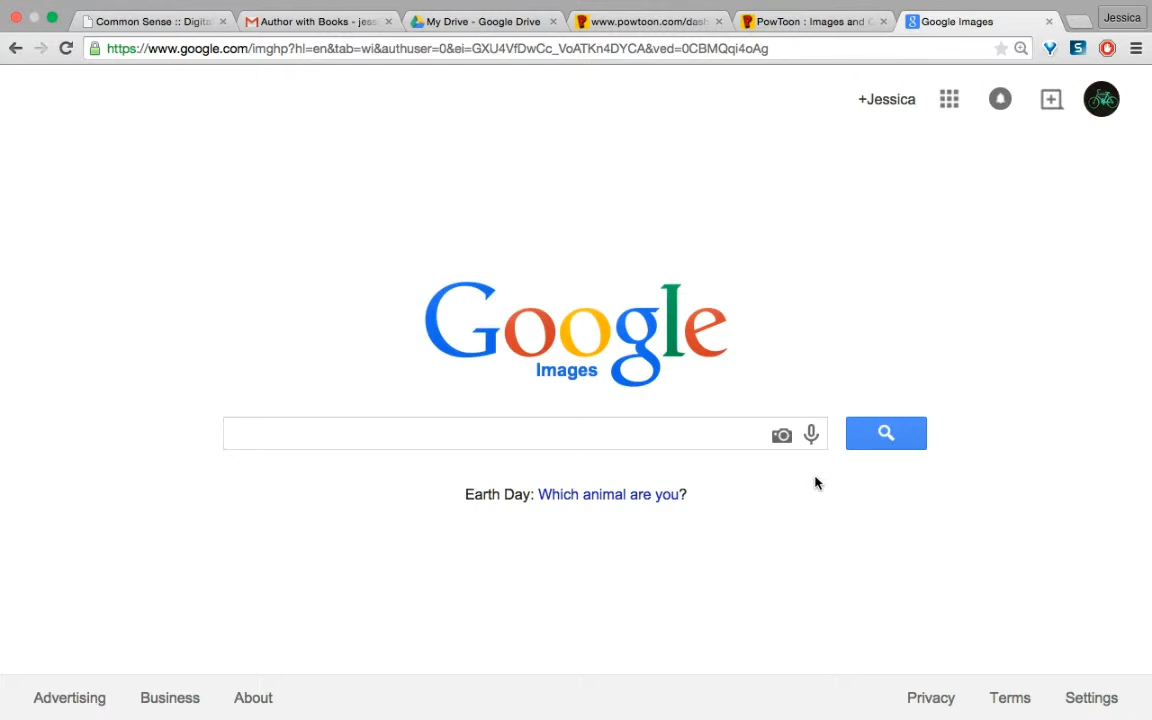 Common Sense :: Digita
Author with Books - jess
My Drive - Google Drive
www.powtoon.com/dash
PowToon : Images and
Google Images
Jessica
https://www.google.com/imghp?hl=en&tab=wi&authuser=0&ei=GXU4VfDwCc_VoATKn4DYCA&ved=0CBMQqi4oAg
+Jessica
Google
Images
Earth Day: Which animal are you?
Advertising
Business
About
Privacy
Terms
Settings